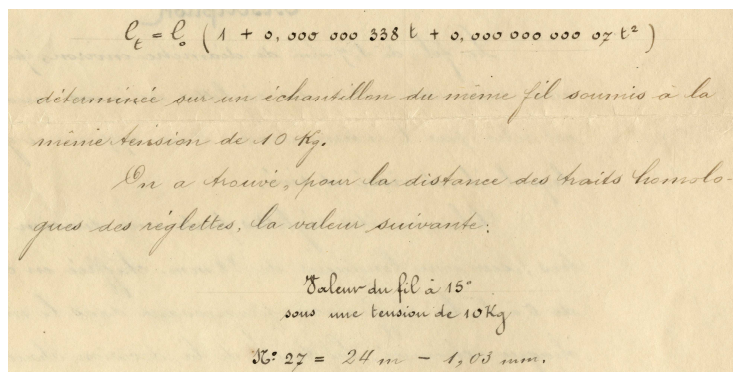 l_t = l_0 ( 1 + 0, 000 000 338 t + 0, 000 000 000 07 t² )
déterminée sur un échantillon du même fil soumis à la
même tension de 10 Kg.
On a trouvé, pour la distance des traits homolo-
gues des réglettes, la valeur suivante:
Valeur du fil à 15°
sous une tension de 10 Kg
N° 27 = 24 m - 1,03 mm.